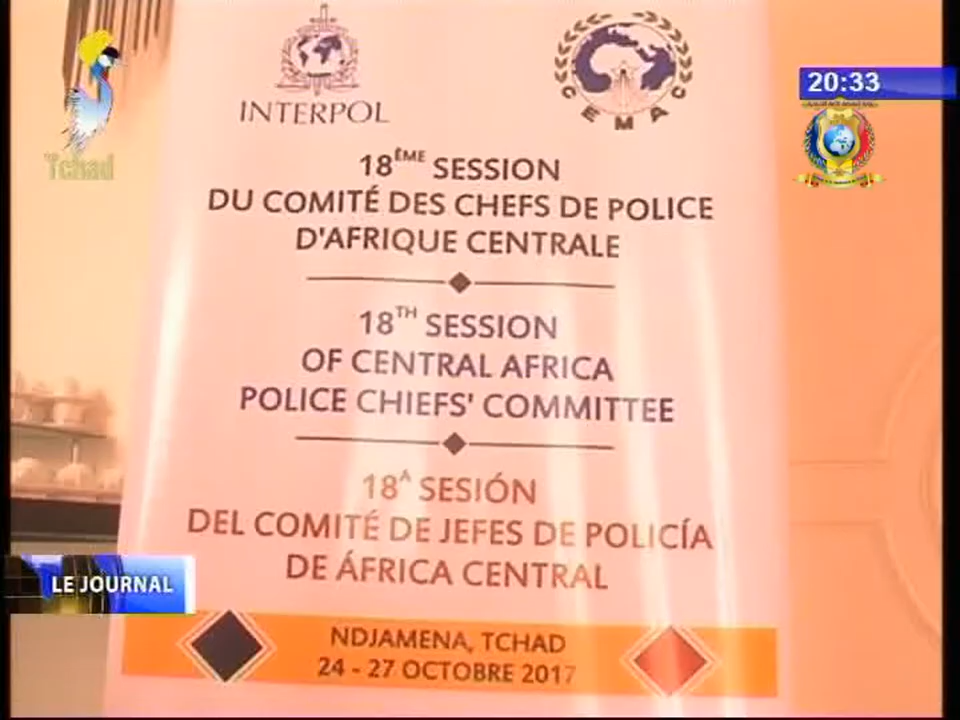 Tchad
INTERPOL
CEMAC
20:33
18ÈME SESSION
DU COMITÉ DES CHEFS DE POLICE
D'AFRIQUE CENTRALE
18TH SESSION
OF CENTRAL AFRICA
POLICE CHIEFS' COMMITTEE
18A SESIÓN
DEL COMITÉ DE JEFES DE POLICÍA
DE ÁFRICA CENTRAL
LE JOURNAL
NDJAMENA, TCHAD
24 - 27 OCTOBRE 2017